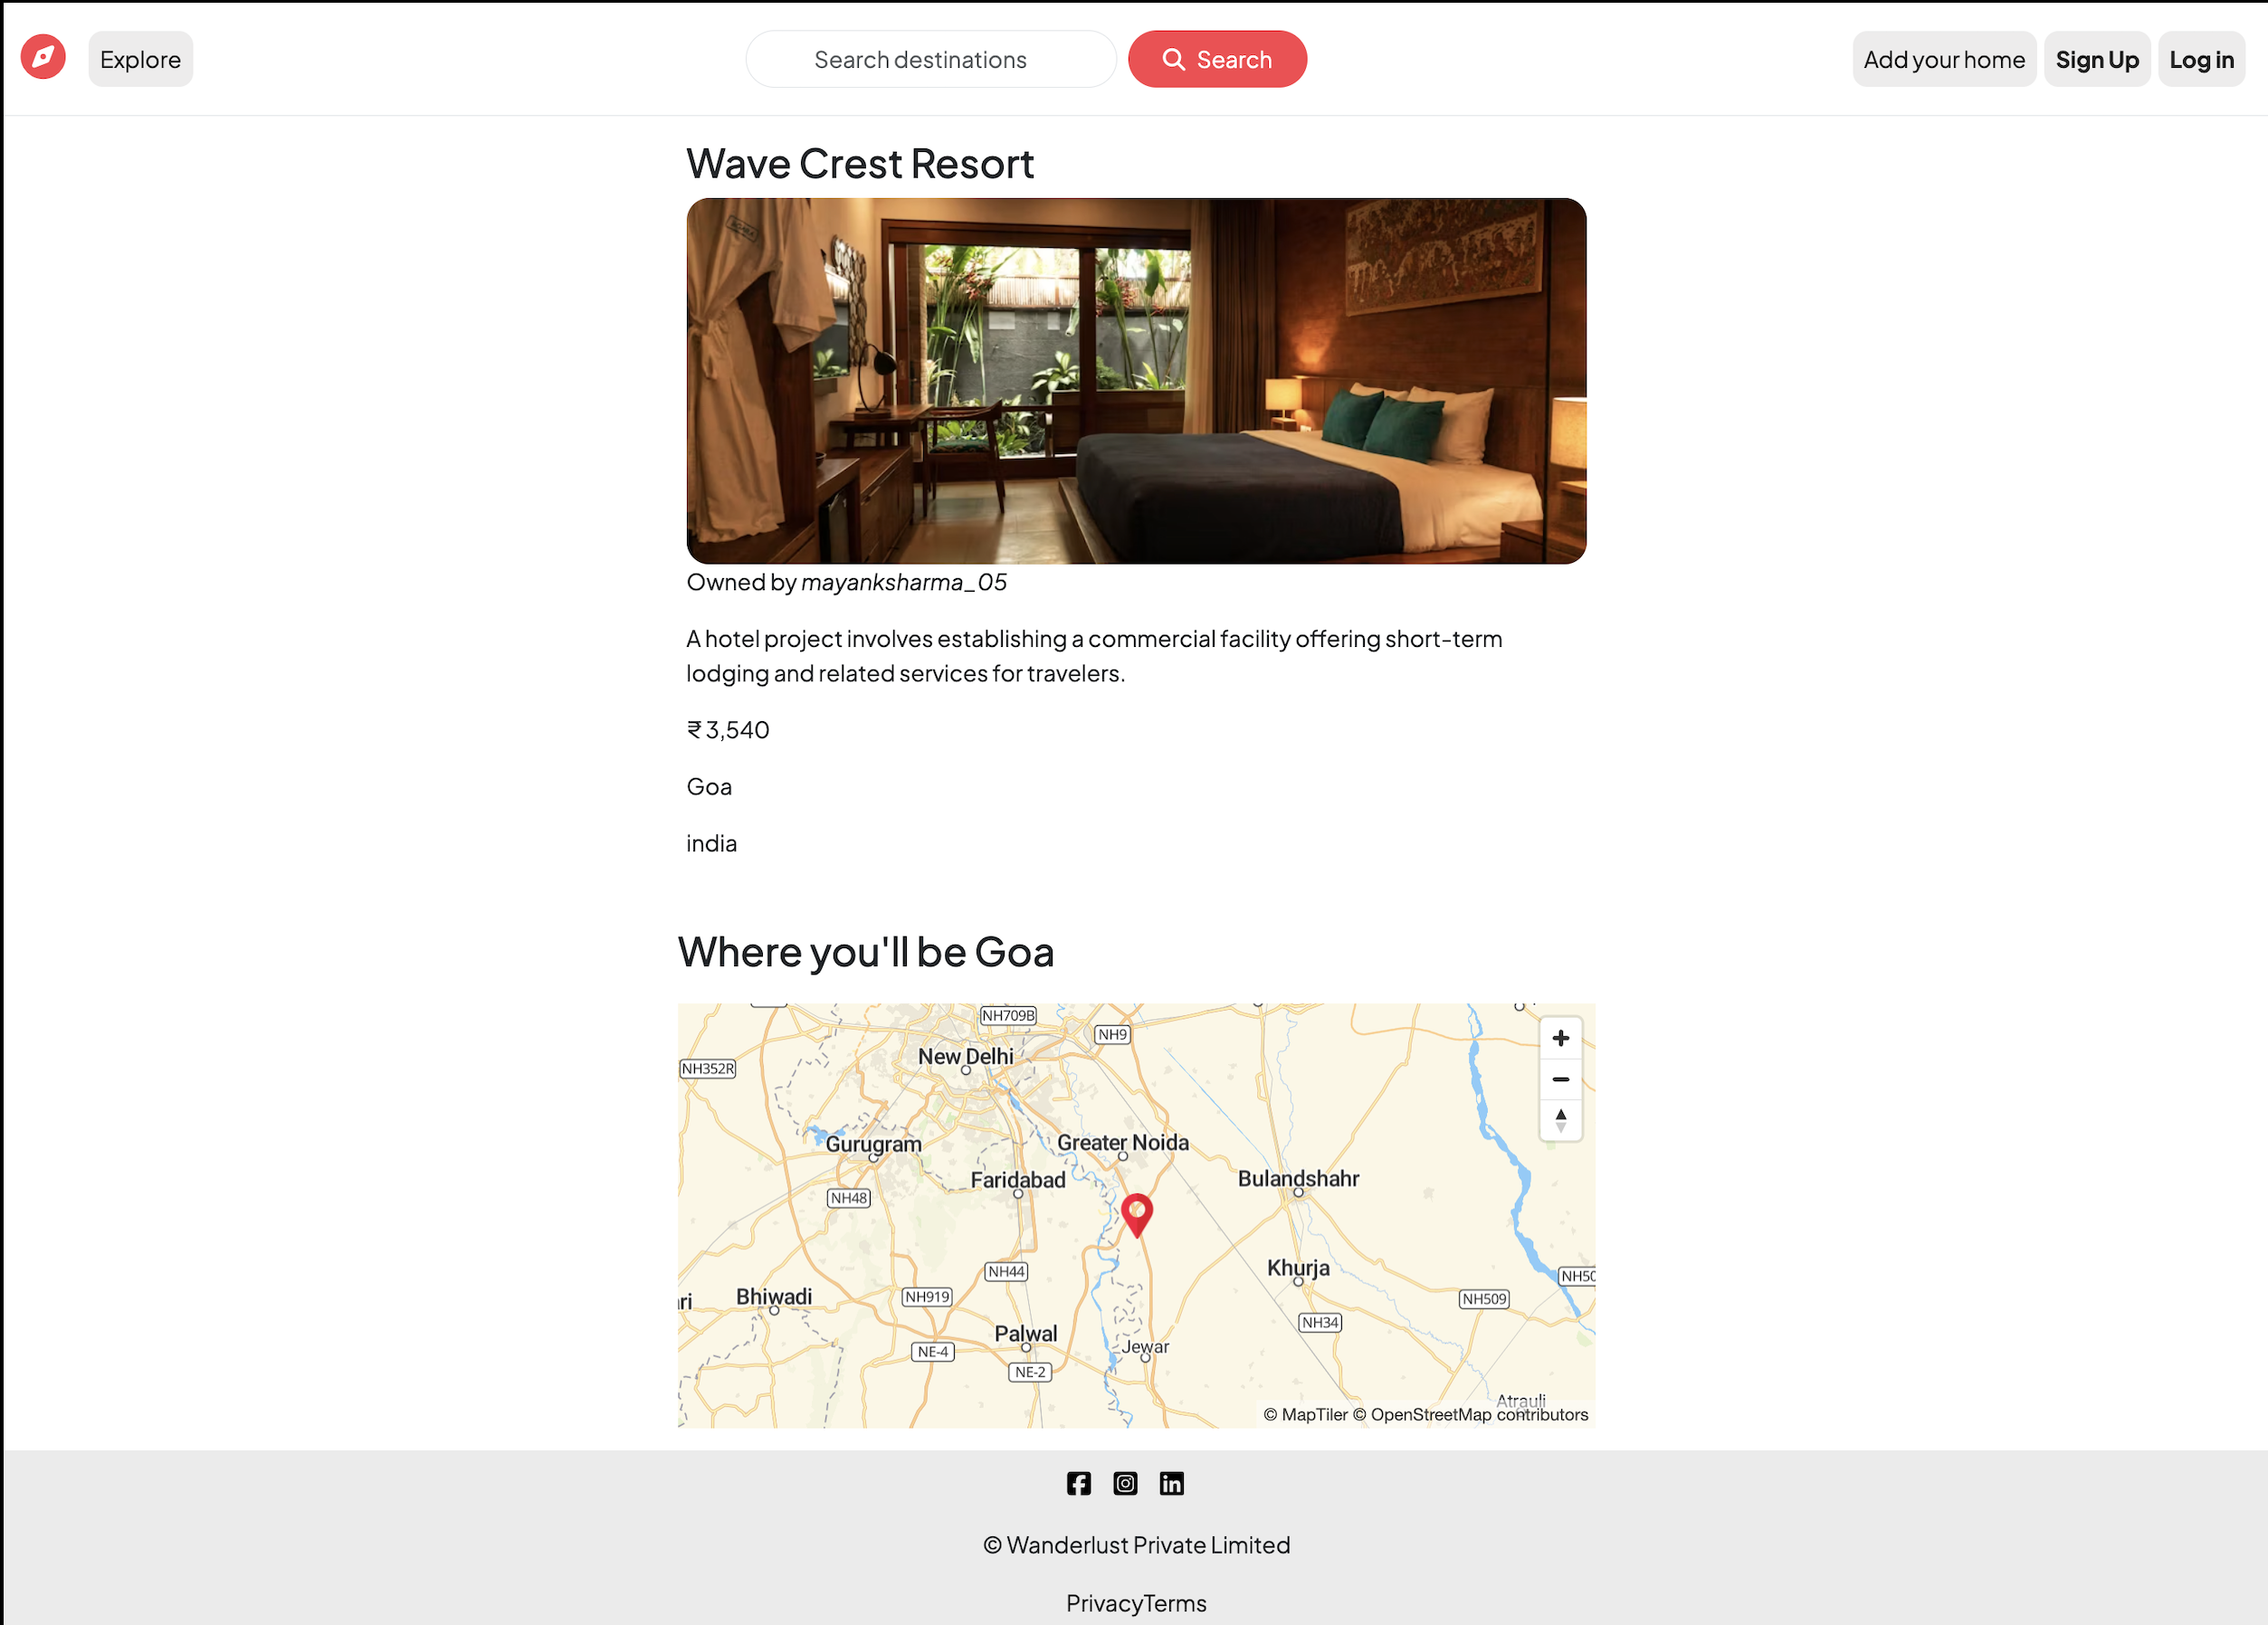 Explore
Search destinations
Search
Add your home
Sign Up
Log in
Wave Crest Resort
Owned by mayanksharma_05
A hotel project involves establishing a commercial facility offering short-term
lodging and related services for travelers.
₹ 3,540
Goa
india
Where you'll be Goa
NH709B
NH9
New Delhi
NH352R
Gurugram
Greater Noida
Faridabad
Bulandshahr
NH48
NH44
Khurja
NH50
ri
Bhiwadi
NH919
NH509
NH34
Palwal
Jewar
NE-4
NE-2
Atrauli
© MapTiler © OpenStreetMap contributors
© Wanderlust Private Limited
PrivacyTerms